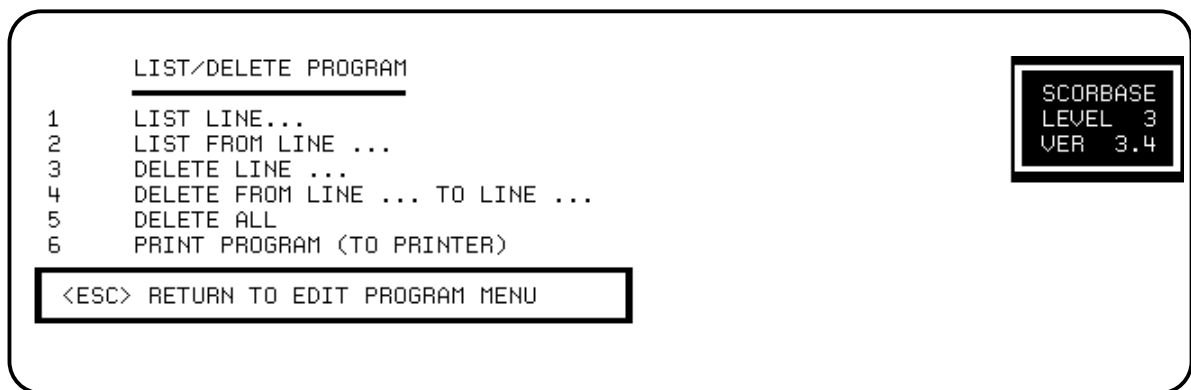 LIST/DELETE PROGRAM
1 LIST LINE...
2 LIST FROM LINE ...
3 DELETE LINE ...
4 DELETE FROM LINE ... TO LINE ...
5 DELETE ALL
6 PRINT PROGRAM (TO PRINTER)
<ESC> RETURN TO EDIT PROGRAM MENU
SCORBASE
LEVEL 3
VER 3.4